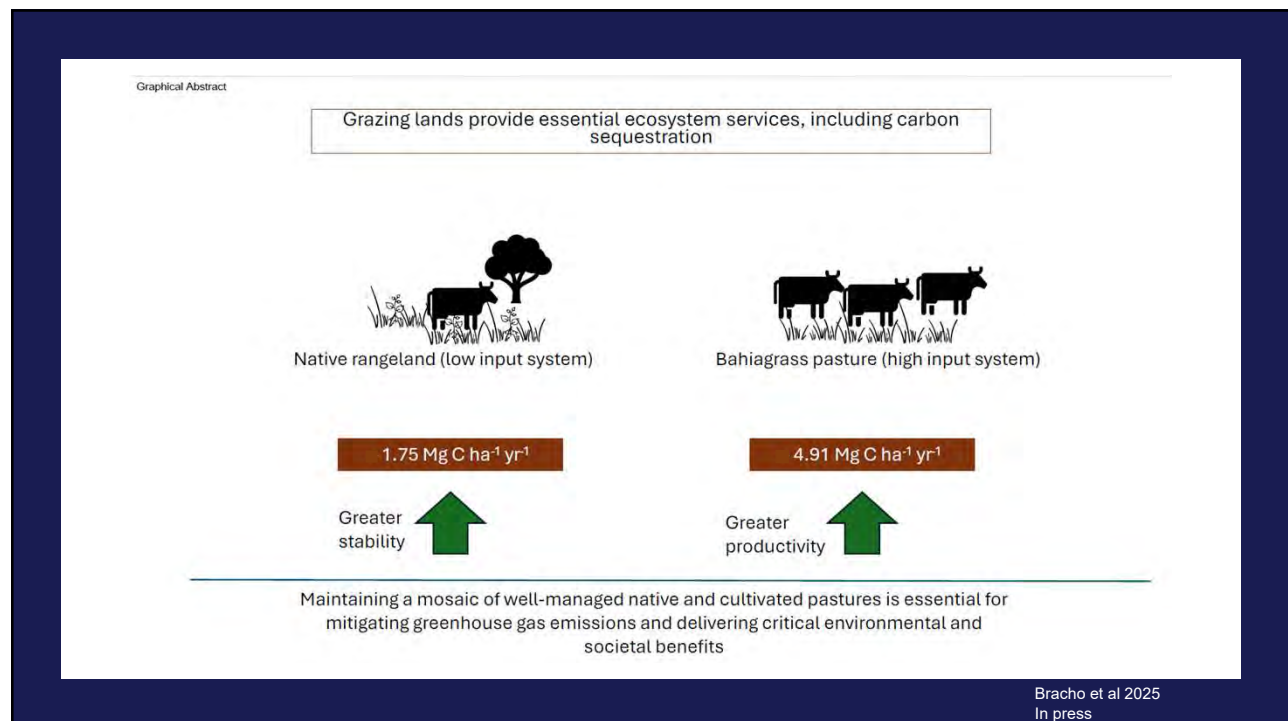 Graphical Abstract
Grazing lands provide essential ecosystem services, including carbon
sequestration
Native rangeland (low input system)
Bahiagrass pasture (high input system)
1.75 Mg C ha⁻¹ yr⁻¹
4.91 Mg C ha⁻¹ yr⁻¹
Greater
stability
Greater
productivity
Maintaining a mosaic of well-managed native and cultivated pastures is essential for
mitigating greenhouse gas emissions and delivering critical environmental and
societal benefits
Bracho et al 2025
In press